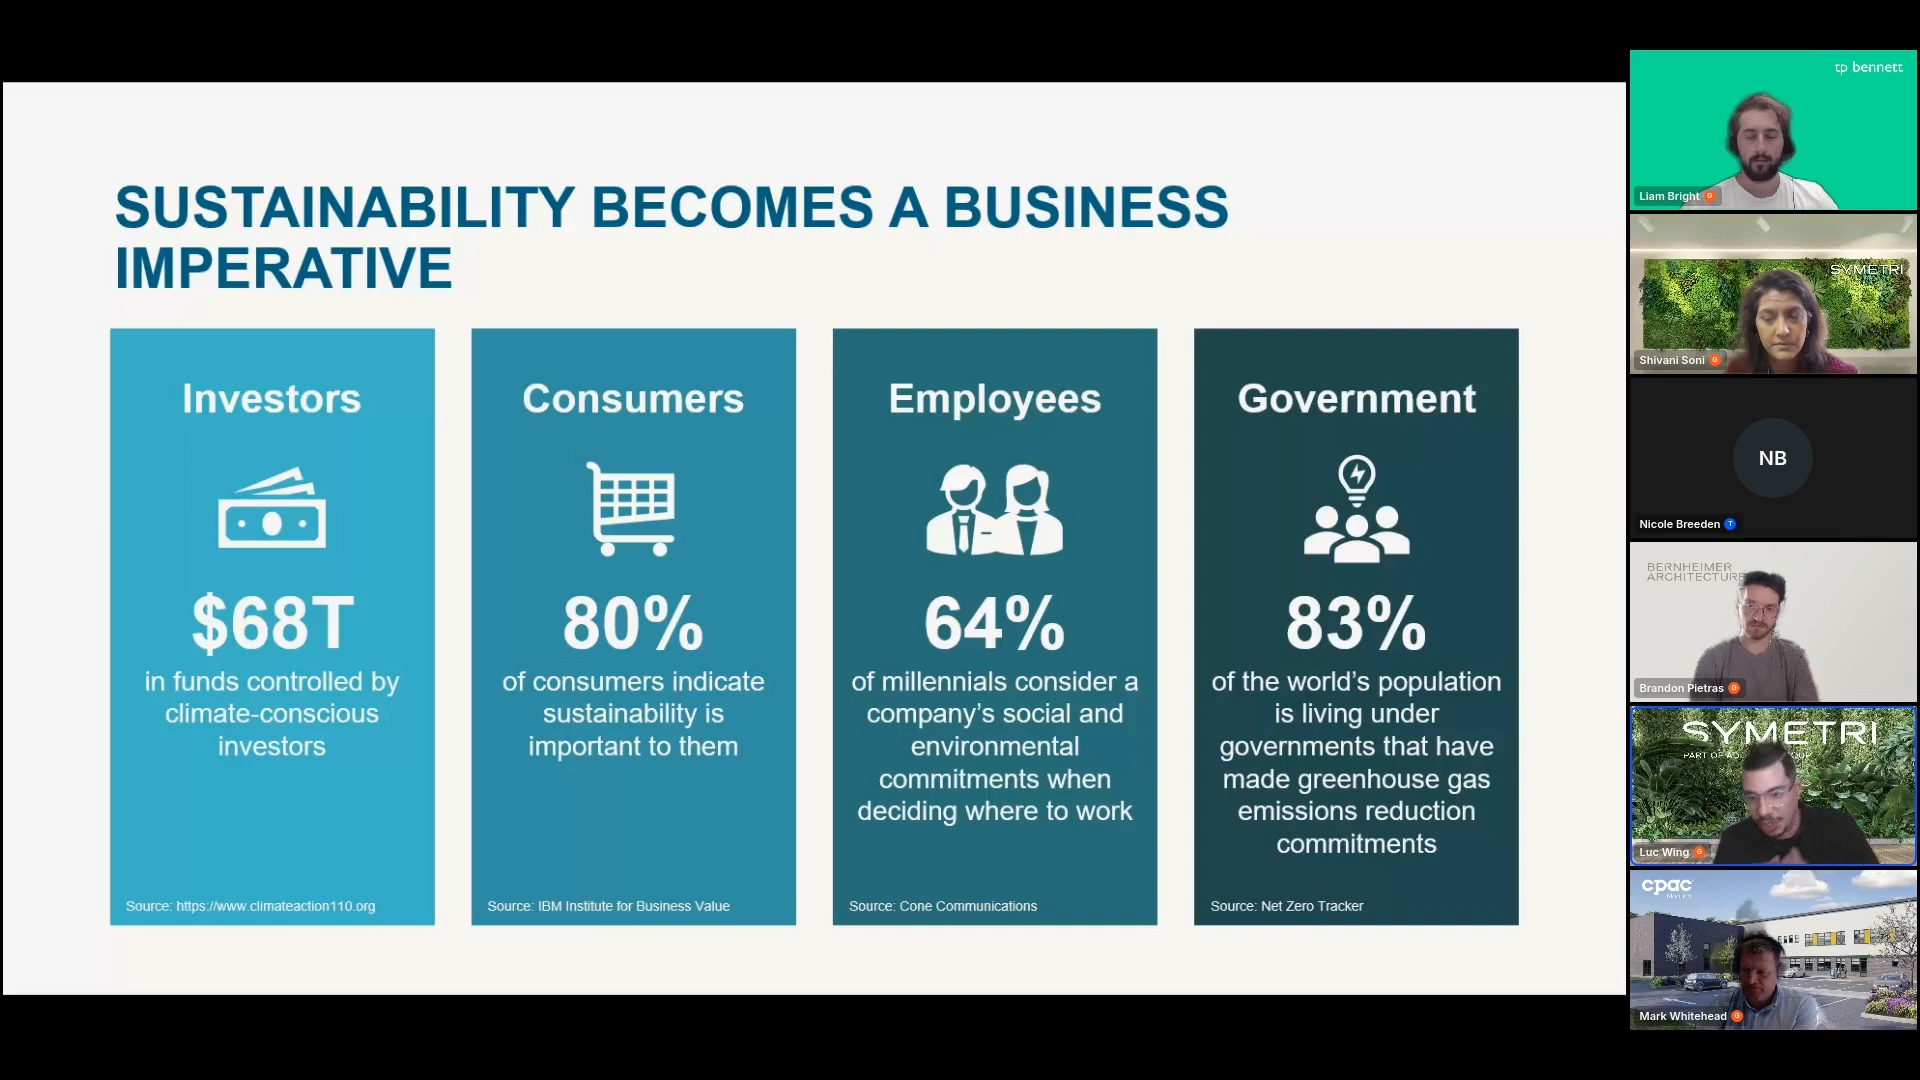 SUSTAINABILITY BECOMES A BUSINESS
IMPERATIVE
Investors
$68T
in funds controlled by
climate-conscious
investors
Source: https://www.climateaction110.org
Consumers
80%
of consumers indicate
sustainability is
important to them
Source: IBM Institute for Business Value
Employees
64%
of millennials consider a
company's social and
environmental
commitments when
deciding where to work
Source: Cone Communications
Government
83%
of the world's population
is living under
governments that have
made greenhouse gas
emissions reduction
commitments
Source: Net Zero Tracker
tp bennett
Liam Bright G
SYMETRI
Shivani Soni G
NB
Nicole Breeden T
BERNHEIMER
ARCHITECTURE
Brandon Pietras G
SYMETRI
PART OF
Luc Wing G
cpac
Mark Whitehead G